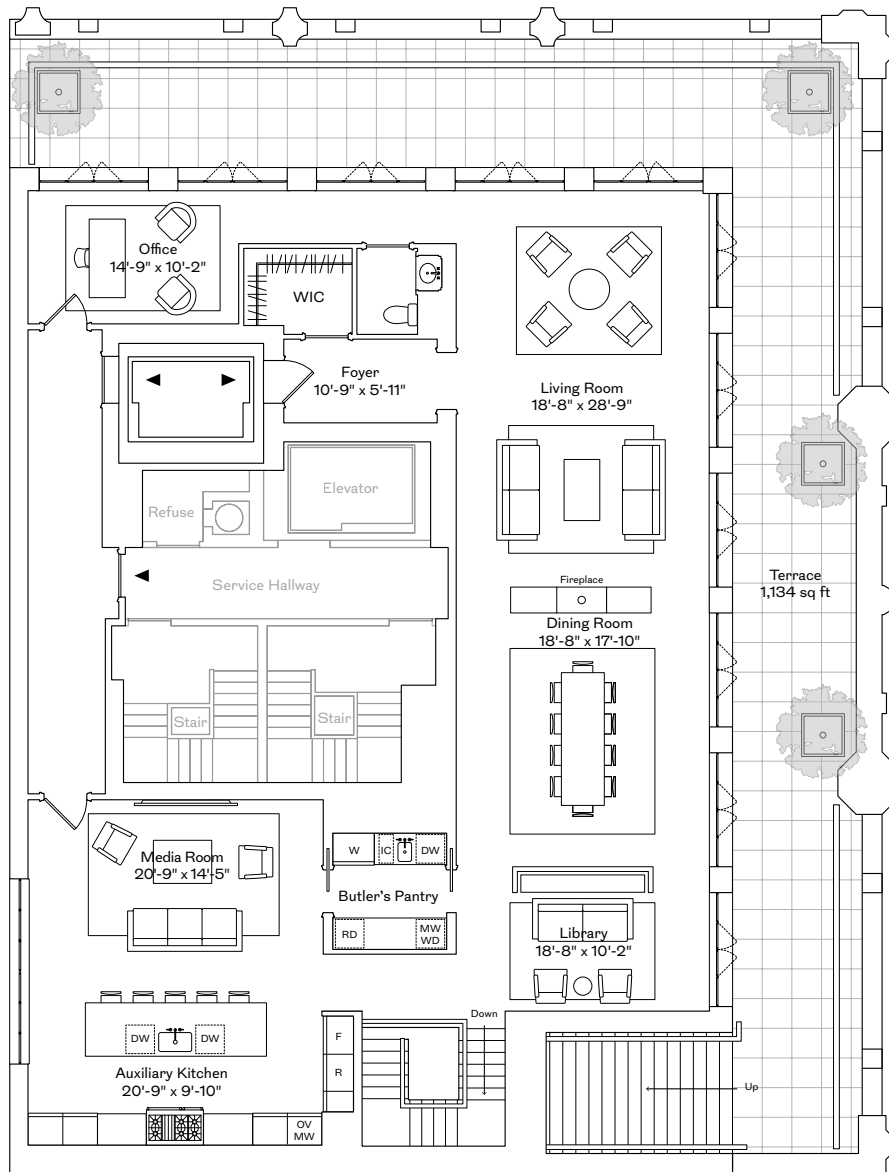 Office
14'-9" x 10'-2"
WIC
Foyer
10'-9" x 5'-11"
Living Room
18'-8" x 28'-9"
Elevator
Refuse
Service Hallway
Terrace
1,134 sq ft
Fireplace
Dining Room
18'-8" x 17'-10"
Stair
Stair
W
IC
DW
Media Room
20'-9" x 14'-5"
Butler's Pantry
RD
MW
WD
Library
18'-8" x 10'-2"
Down
F
DW
DW
R
Auxiliary Kitchen
20'-9" x 9'-10"
Up
OV
MW